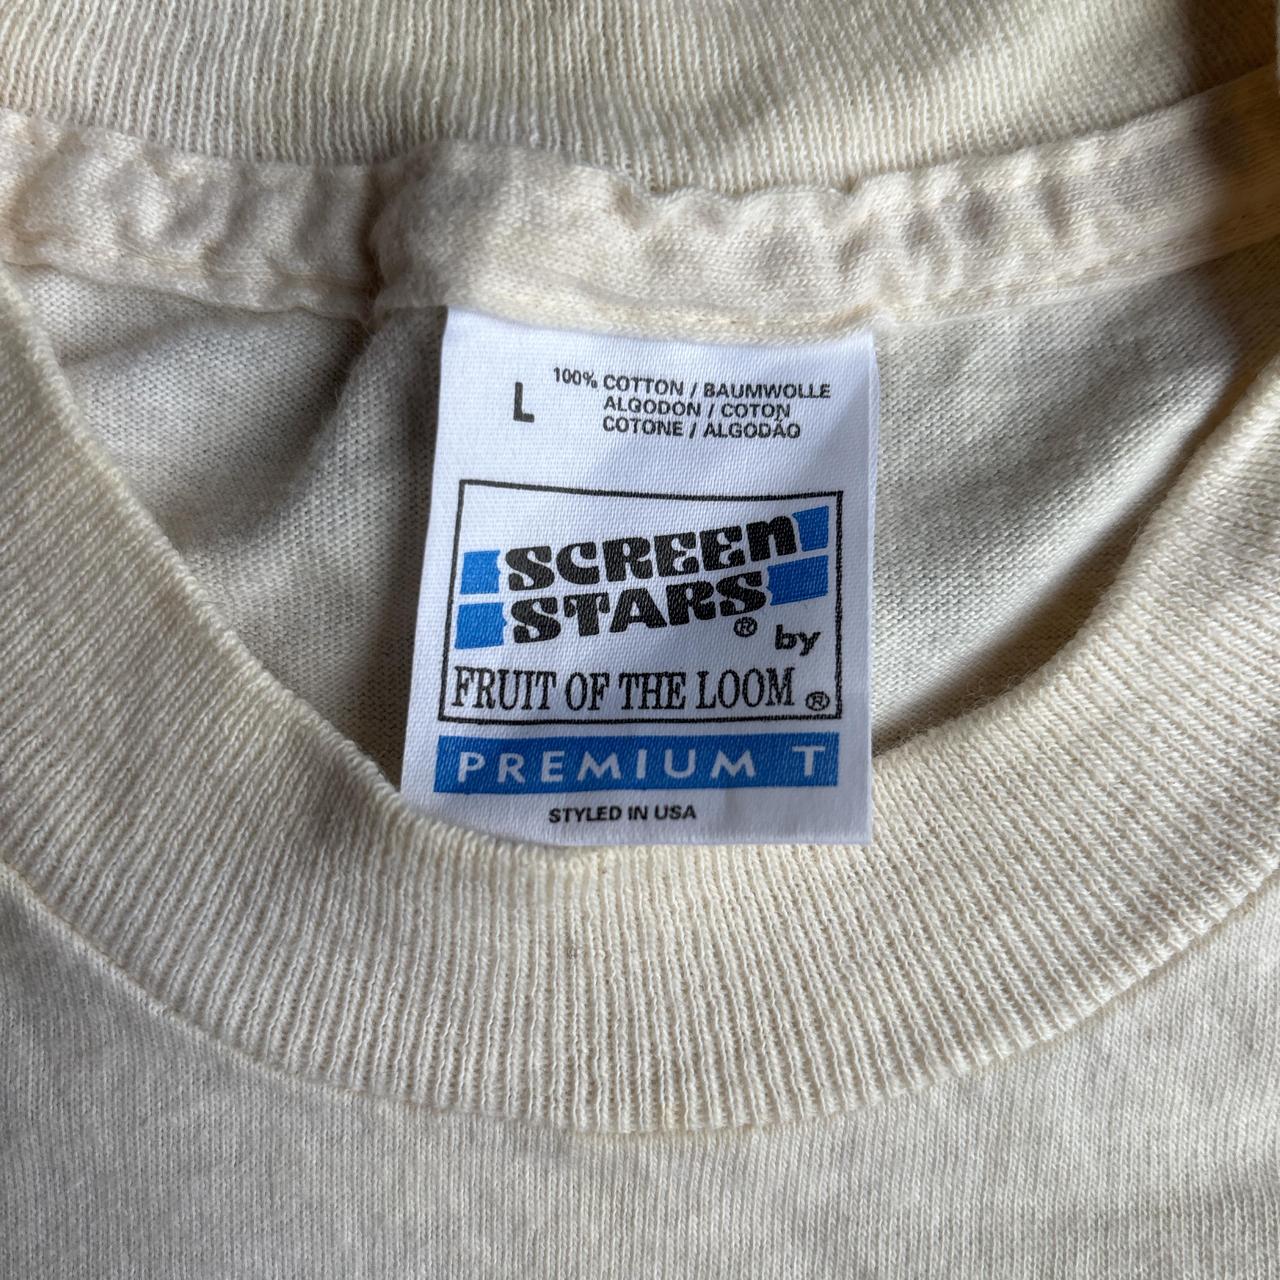 L
100% COTTON / BAUMWOLLE
ALGODON / COTON
COTONE / ALGODÃO
SCREEN
STARS® by
FRUIT OF THE LOOM®
PREMIUM T
STYLED IN USA